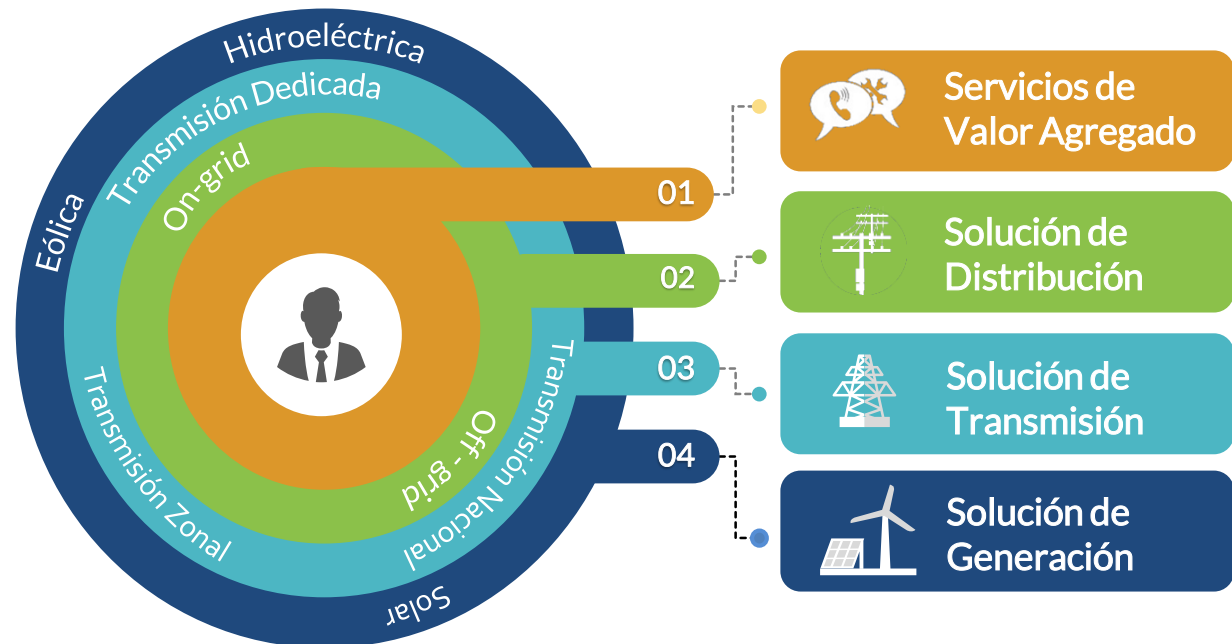 Hidroeléctrica
Transmisión Dedicada
On-grid
Eólica
Transmisión Zonal
Transmisión Nacional
Off - grid
Solar
01
02
03
04
Servicios de
Valor Agregado
Solución de
Distribución
Solución de
Transmisión
Solución de
Generación